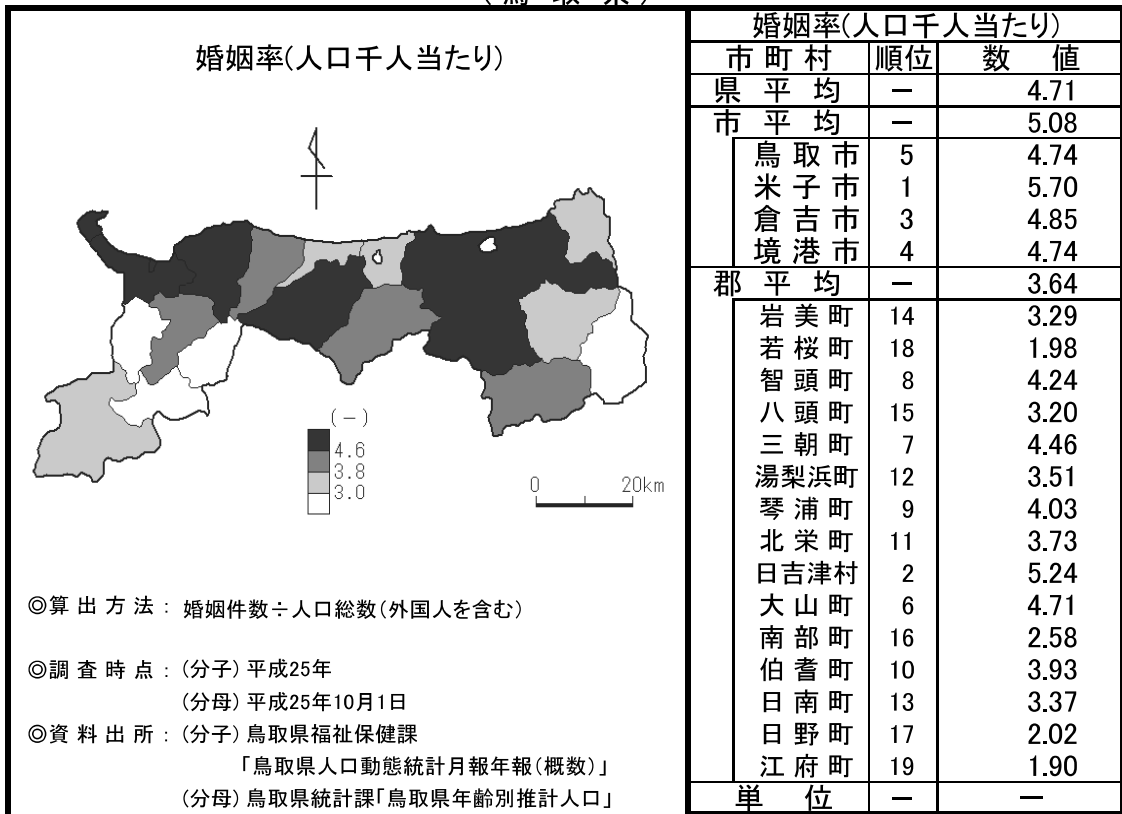 (鳥 取 県)
婚姻率(人口千人当たり)
(－)
4.6
3.8
3.0
0 20km
◎算 出 方 法 : 婚姻件数÷人口総数(外国人を含む)
◎調 査 時 点 : (分子) 平成25年
(分母) 平成25年10月1日
◎資 料 出 所 : (分子) 鳥取県福祉保健課
「鳥取県人口動態統計月報年報(概数)」
(分母) 鳥取県統計課「鳥取県年齢別推計人口」
婚姻率(人口千人当たり)
市 町 村 順位 数 値
県 平 均 － 4.71
市 平 均 － 5.08
鳥 取 市 5 4.74
米 子 市 1 5.70
倉 吉 市 3 4.85
境 港 市 4 4.74
郡 平 均 － 3.64
岩 美 町 14 3.29
若 桜 町 18 1.98
智 頭 町 8 4.24
八 頭 町 15 3.20
三 朝 町 7 4.46
湯梨浜町 12 3.51
琴 浦 町 9 4.03
北 栄 町 11 3.73
日吉津村 2 5.24
大 山 町 6 4.71
南 部 町 16 2.58
伯 耆 町 10 3.93
日 南 町 13 3.37
日 野 町 17 2.02
江 府 町 19 1.90
単 位 － －